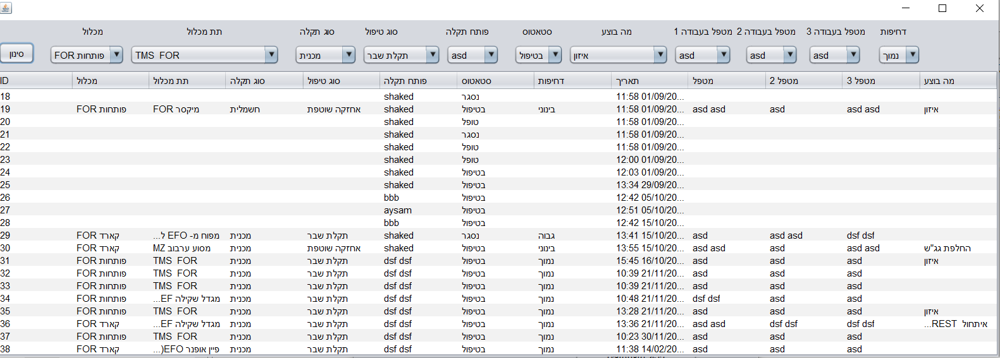 מכלול תת מכלול סוג תקלה סוג טיפול פותח תקלה סטאטוס מה בוצע מטפל בעבודה 1 מטפל בעבודה 2 מטפל בעבודה 3 דחיפות
סינון פותחות FOR TMS FOR מכנית תקלת שבר asd בטיפול איזון asd asd asd נמוך
ID מכלול תת מכלול סוג תקלה סוג טיפול פותח תקלה סטאטוס דחיפות תאריך מטפל מטפל 2 מטפל 3 מה בוצע
18 shaked נסגר 11:58 01/09/20...
19 פותחות FOR מיקסר FOR חשמלית אחזקה שוטפת shaked בטיפול בינוני 11:58 01/09/20... asd asd asd asd asd איזון
20 shaked טופל 11:58 01/09/20...
21 shaked נסגר 11:58 01/09/20...
22 shaked טופל 11:58 01/09/20...
23 shaked טופל 12:00 01/09/20...
24 shaked בטיפול 12:03 01/09/20...
25 shaked בטיפול 13:34 29/09/20...
26 bbb בטיפול 12:42 05/10/20...
27 aysam בטיפול 12:51 05/10/20...
28 bbb בטיפול 12:42 15/10/20...
29 קארד FOR מפוח מ- EFO ל... מכנית תקלת שבר shaked נסגר גבוה 13:41 15/10/20... asd asd asd dsf dsf
30 קארד FOR מסוע ערבוב MZ מכנית אחזקה שוטפת shaked בטיפול בינוני 13:55 15/10/20... asd asd asd asd asd החלפת גג"ש
31 פותחות FOR TMS FOR מכנית תקלת שבר dsf dsf בטיפול נמוך 15:45 16/10/20... asd asd asd איזון
32 פותחות FOR TMS FOR מכנית תקלת שבר dsf dsf בטיפול נמוך 10:39 21/11/20... asd asd asd
33 פותחות FOR TMS FOR מכנית תקלת שבר dsf dsf בטיפול נמוך 10:39 21/11/20... asd asd asd
34 פותחות FOR מגדל שקילה EF... מכנית תקלת שבר dsf dsf בטיפול נמוך 10:48 21/11/20... dsf dsf asd asd
35 פותחות FOR TMS FOR מכנית תקלת שבר dsf dsf בטיפול נמוך 13:28 21/11/20... asd asd asd איזון
36 קארד FOR מגדל שקילה EF... מכנית תקלת שבר dsf dsf בטיפול נמוך 13:36 21/11/20... asd asd dsf dsf dsf dsf איתחול REST...
37 פותחות FOR TMS FOR מכנית תקלת שבר dsf dsf בטיפול נמוך 10:23 30/11/20... asd asd asd
38 קארד FOR פיין אופנר EFO(... מכנית תקלת שבר dsf dsf בטיפול נמוך 11:38 14/02/20... asd asd asd